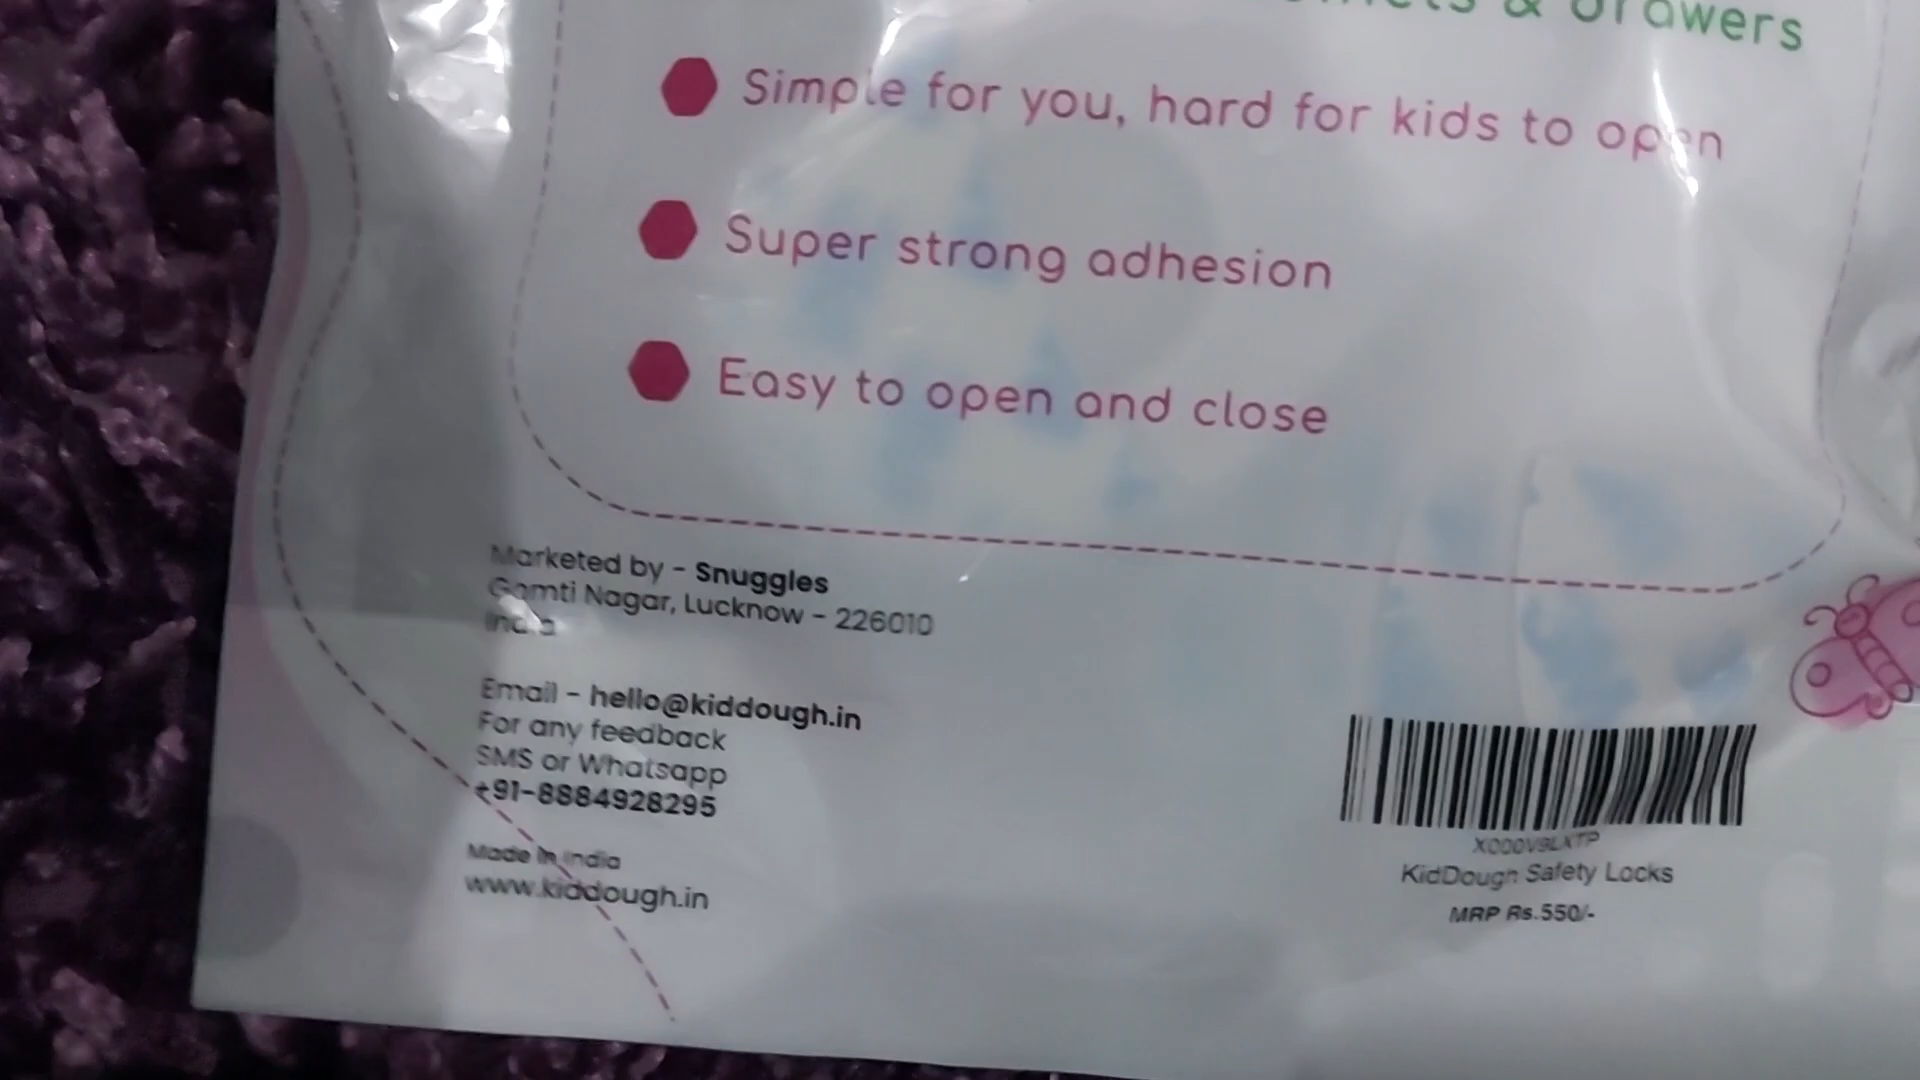 & Drawers
Simple for you, hard for kids to open
Super strong adhesion
Easy to open and close
Marketed by - Snuggles
Gomti Nagar, Lucknow - 226010
India
Email - hello@kiddough.in
For any feedback
SMS or Whatsapp
+91-8884928295
Made in India
www.kiddough.in
X000V9LXTP
KidDough Safety Locks
MRP Rs.550/-